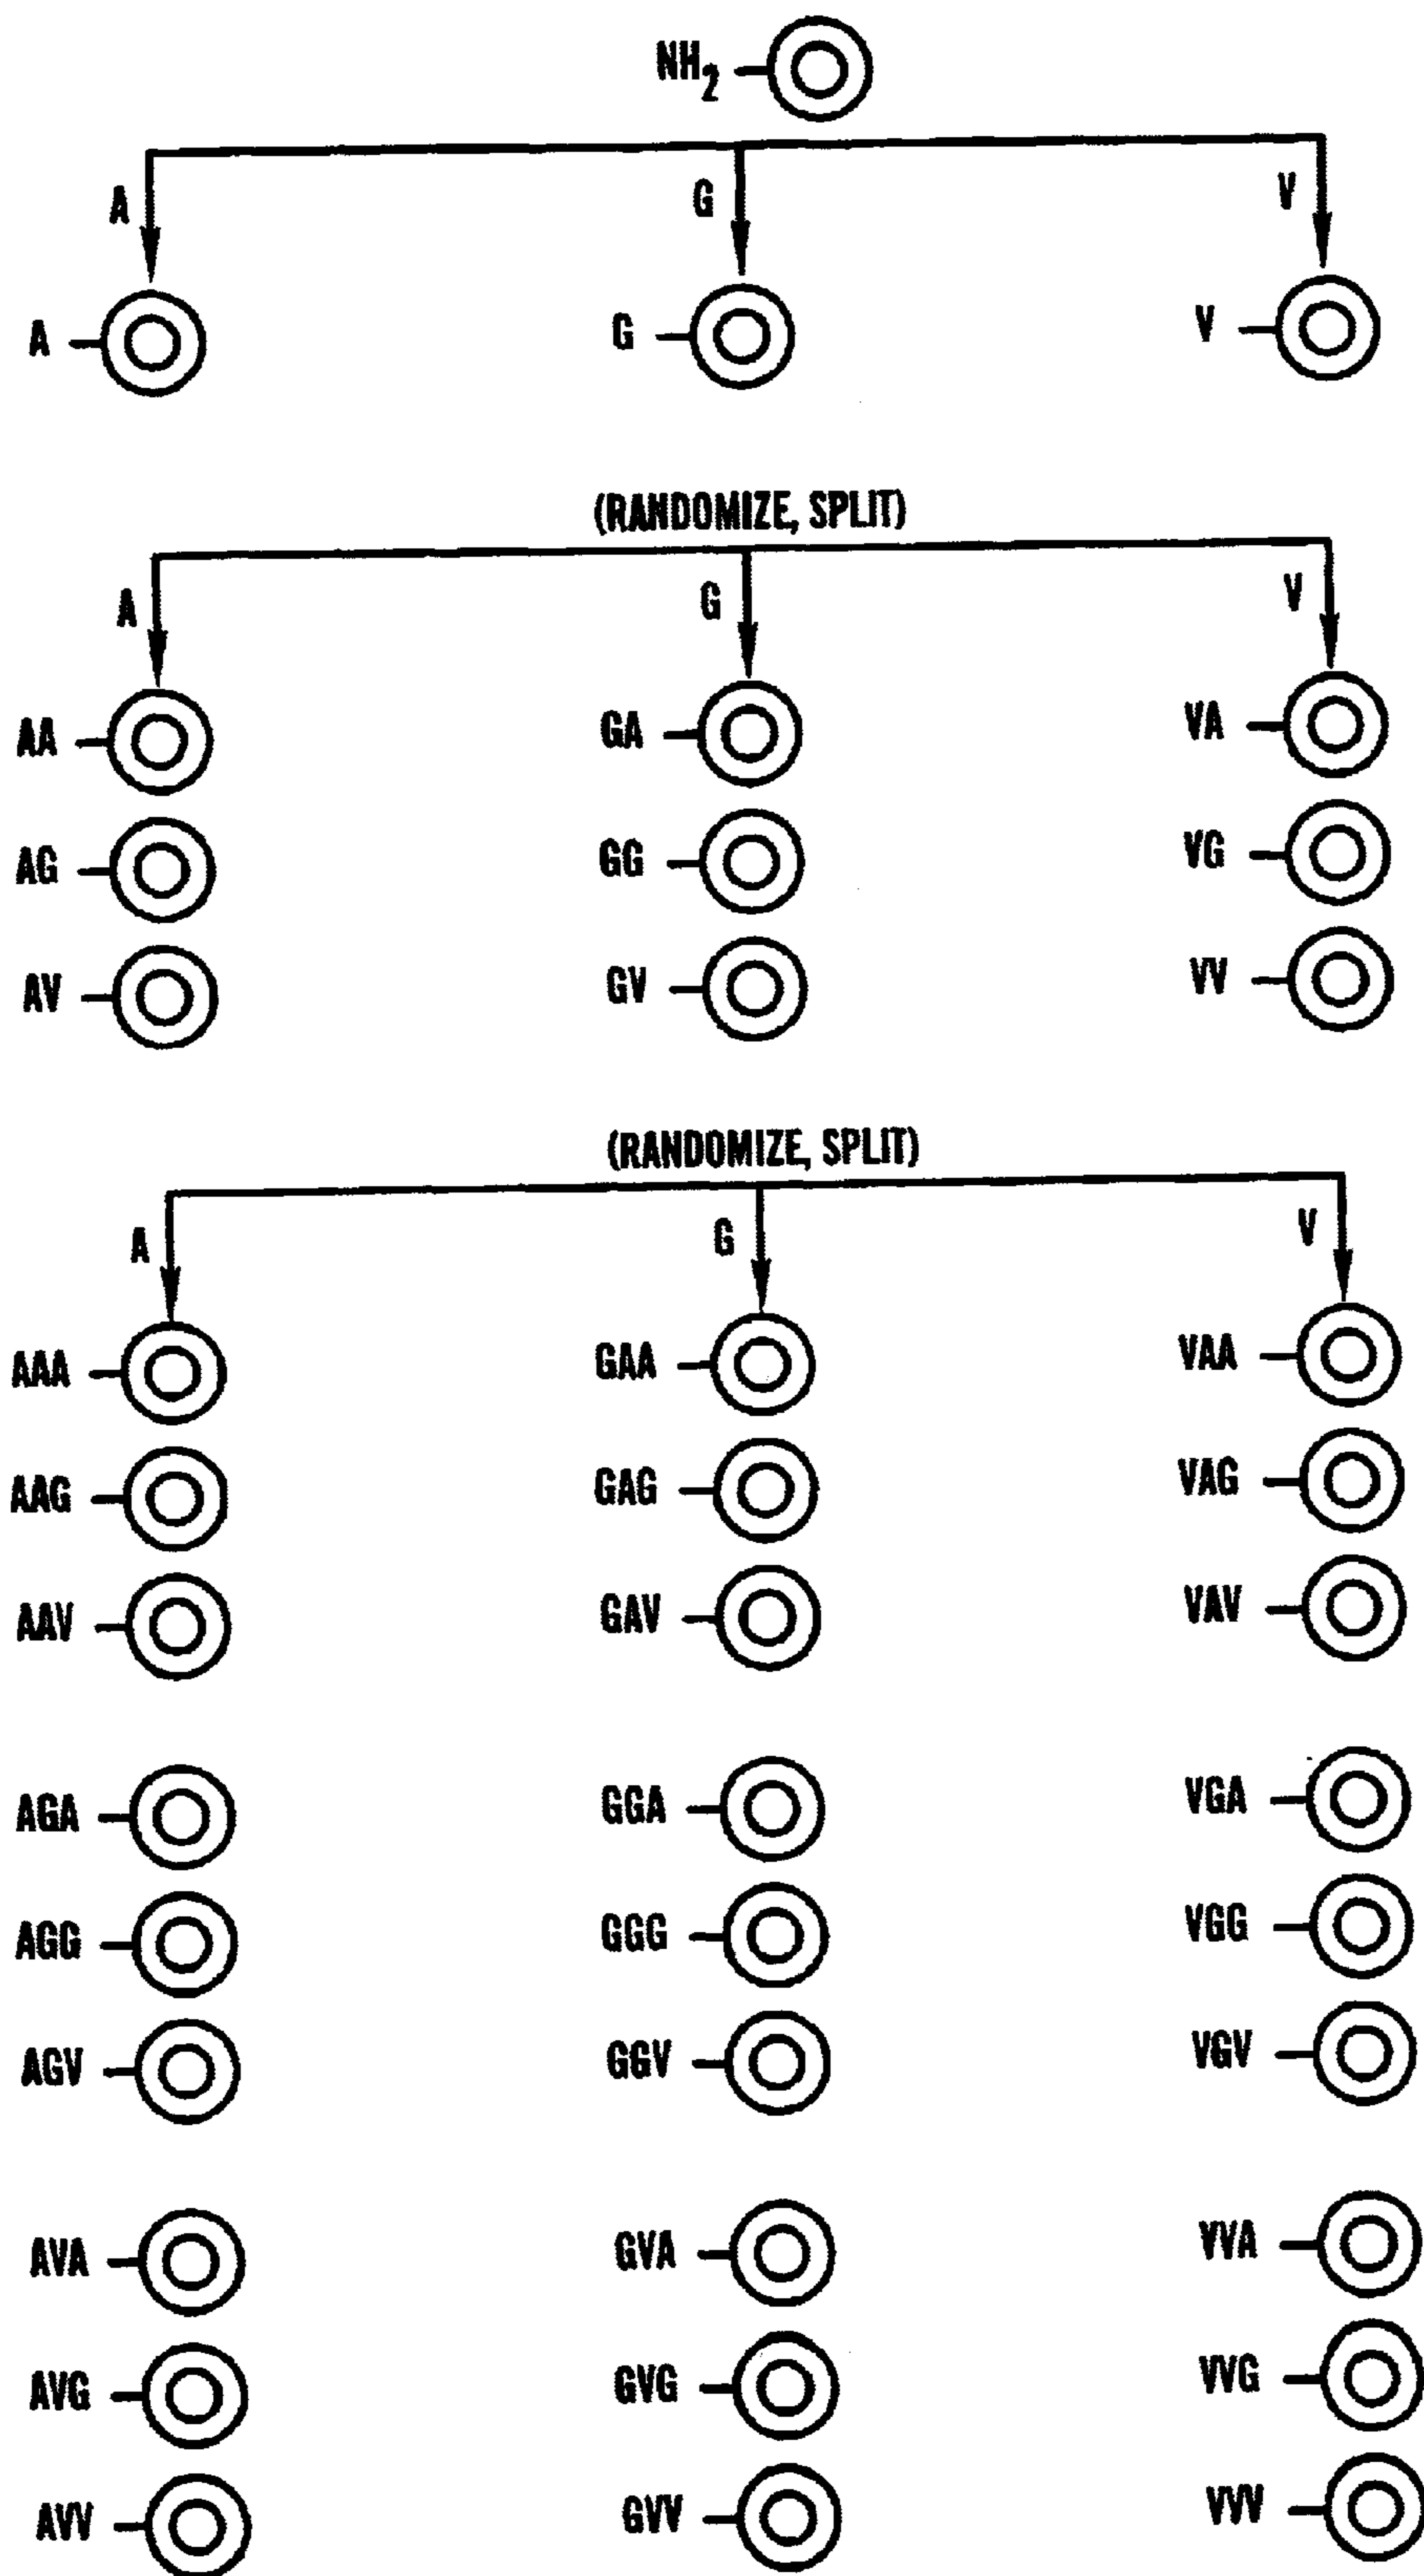 NH2
A G V
A G V
(RANDOMIZE, SPLIT)
A G V
AA GA VA
AG GG VG
AV GV VV
(RANDOMIZE, SPLIT)
A G V
AAA GAA VAA
AAG GAG VAG
AAV GAV VAV
AGA GGA VGA
AGG GGG VGG
AGV GGV VGV
AVA GVA VVA
AVG GVG VVG
AVV GVV VVV